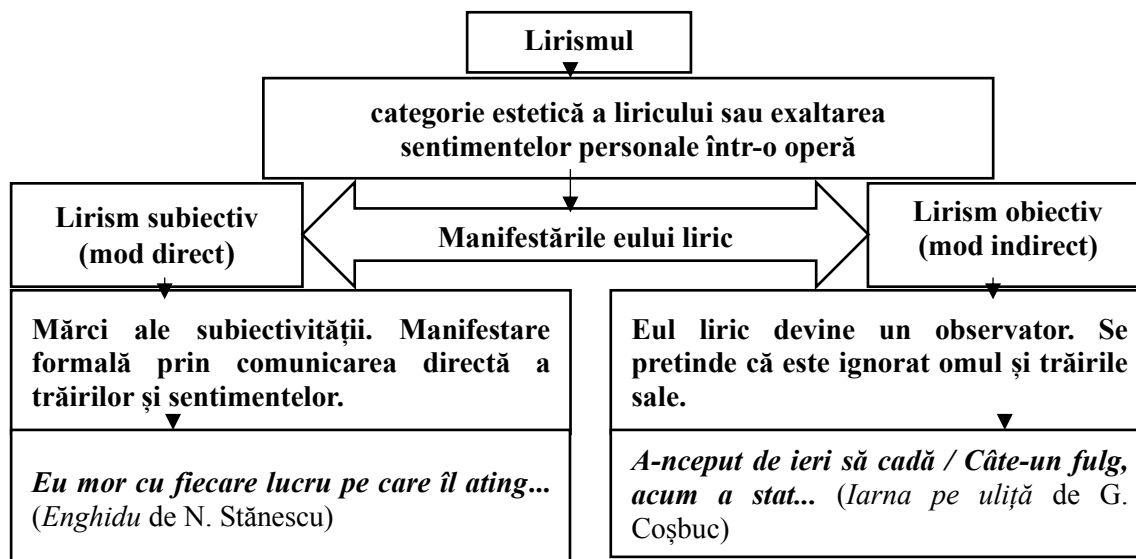 Lirismul
categorie estetică a liricului sau exaltarea
sentimentelor personale într-o operă
Lirism subiectiv
(mod direct)
Manifestările eului liric
Lirism obiectiv
(mod indirect)
Mărci ale subiectivității. Manifestare
formală prin comunicarea directă a
trăirilor și sentimentelor.
Eul liric devine un observator. Se
pretinde că este ignorat omul și trăirile
sale.
Eu mor cu fiecare lucru pe care îl ating...
(Enghidu de N. Stănescu)
A-nceput de ieri să cadă / Câte-un fulg,
acum a stat... (Iarna pe uliță de G.
Coșbuc)